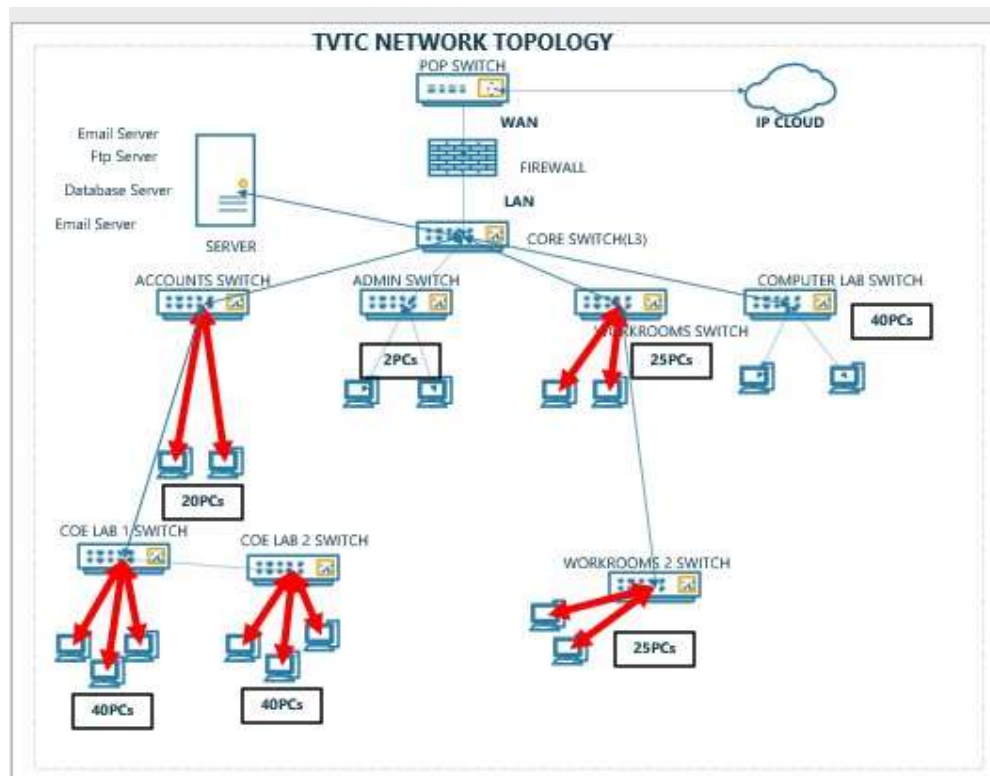 TVTC NETWORK TOPOLOGY
POP SWITCH
WAN
IP CLOUD
Email Server
Ftp Server
FIREWALL
Database Server
LAN
Email Server
SERVER
CORE SWITCH(L3)
ACCOUNTS SWITCH
ADMIN SWITCH
COMPUTER LAB SWITCH
WORKROOMS SWITCH
40PCs
2PCs
25PCs
20PCs
COE LAB 1 SWITCH
COE LAB 2 SWITCH
WORKROOMS 2 SWITCH
25PCs
40PCs
40PCs